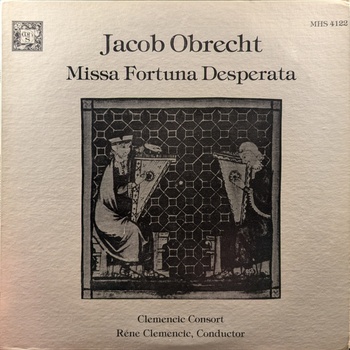 MHS 4122
Jacob Obrecht
Missa Fortuna Desperata
Clemencic Consort
Réne Clemencic, Conductor